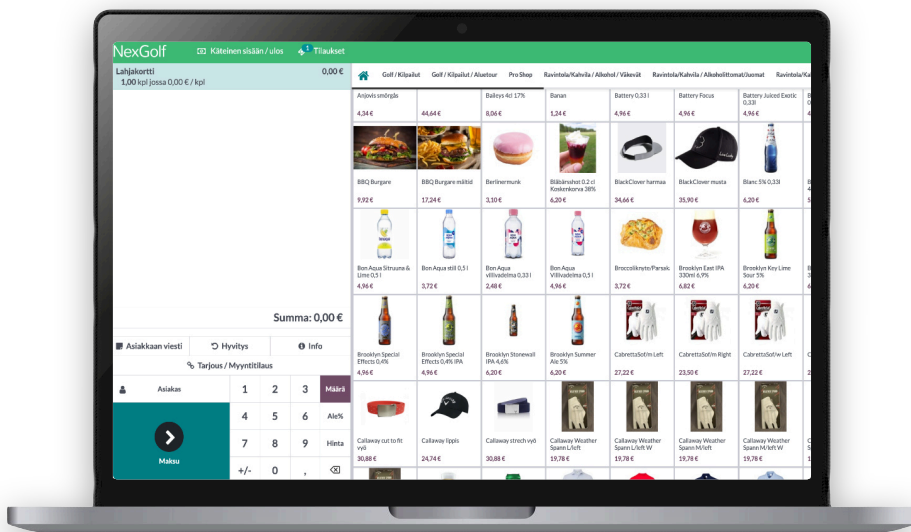 NexGolf
Käteinen sisään / ulos
1
Tilaukset
Lahjakortti
0,00 €
1,00 kpl jossa 0,00 € / kpl
Summa: 0,00 €
Asiakkaan viesti
Hyvitys
Info
Tarjous / Myyntitilaus
Asiakas
1
2
3
Määrä
4
5
6
Ale%
7
8
9
Hinta
Maksu
+/-
0
,
Golf / Kilpailut
Golf / Kilpailut / Aluetour
Pro Shop
Ravintola/Kahvila / Alkohol / Väkevät
Ravintola/Kahvila / Alkoholittomat/Juomat
Ravintola/Ka
Anjovis smörgås
Baileys 4cl 17%
Banan
Battery 0,33 l
Battery Focus
Battery Juiced Exotic
0,33l
4,34 €
44,64 €
8,06 €
1,24 €
4,96 €
4,96 €
4,96 €
BBQ Burgare
BBQ Burgare måltid
Berlinermunk
Blåbärsshot 0.2 cl
Koskenkorva 38%
BlackClover harmaa
BlackClover musta
Blanc 5% 0,33l
9,92 €
17,24 €
3,10 €
6,20 €
34,66 €
35,90 €
6,20 €
Bon Aqua Sitruuna &
Lime 0,5 l
Bon Aqua still 0,5 l
Bon Aqua
villivadelma 0,33 l
Bon Aqua
Villivadelma 0,5 l
Broccoliknyte/Parsak
Brooklyn East IPA
330ml 6,9%
Brooklyn Key Lime
Sour 5%
4,96 €
3,72 €
2,48 €
4,96 €
3,72 €
6,82 €
6,20 €
Brooklyn Special
Effects 0,4%
Brooklyn Special
Effects 0,4% IPA
Brooklyn Stonewall
IPA 4,6%
Brooklyn Summer
Ale 5%
CabrettaSof/m Left
CabrettaSof/m Right
CabrettaSof/w Left
4,96 €
4,96 €
6,20 €
6,20 €
27,22 €
23,50 €
27,22 €
Callaway cut to fit
vyö
Callaway lippis
Callaway strech vyö
Callaway Weather
Spann L/left
Callaway Weather
Spann L/left W
Callaway Weather
Spann M/left
Callaway Weather
Spann M/left W
30,88 €
24,74 €
30,88 €
19,78 €
19,78 €
19,78 €
19,78 €